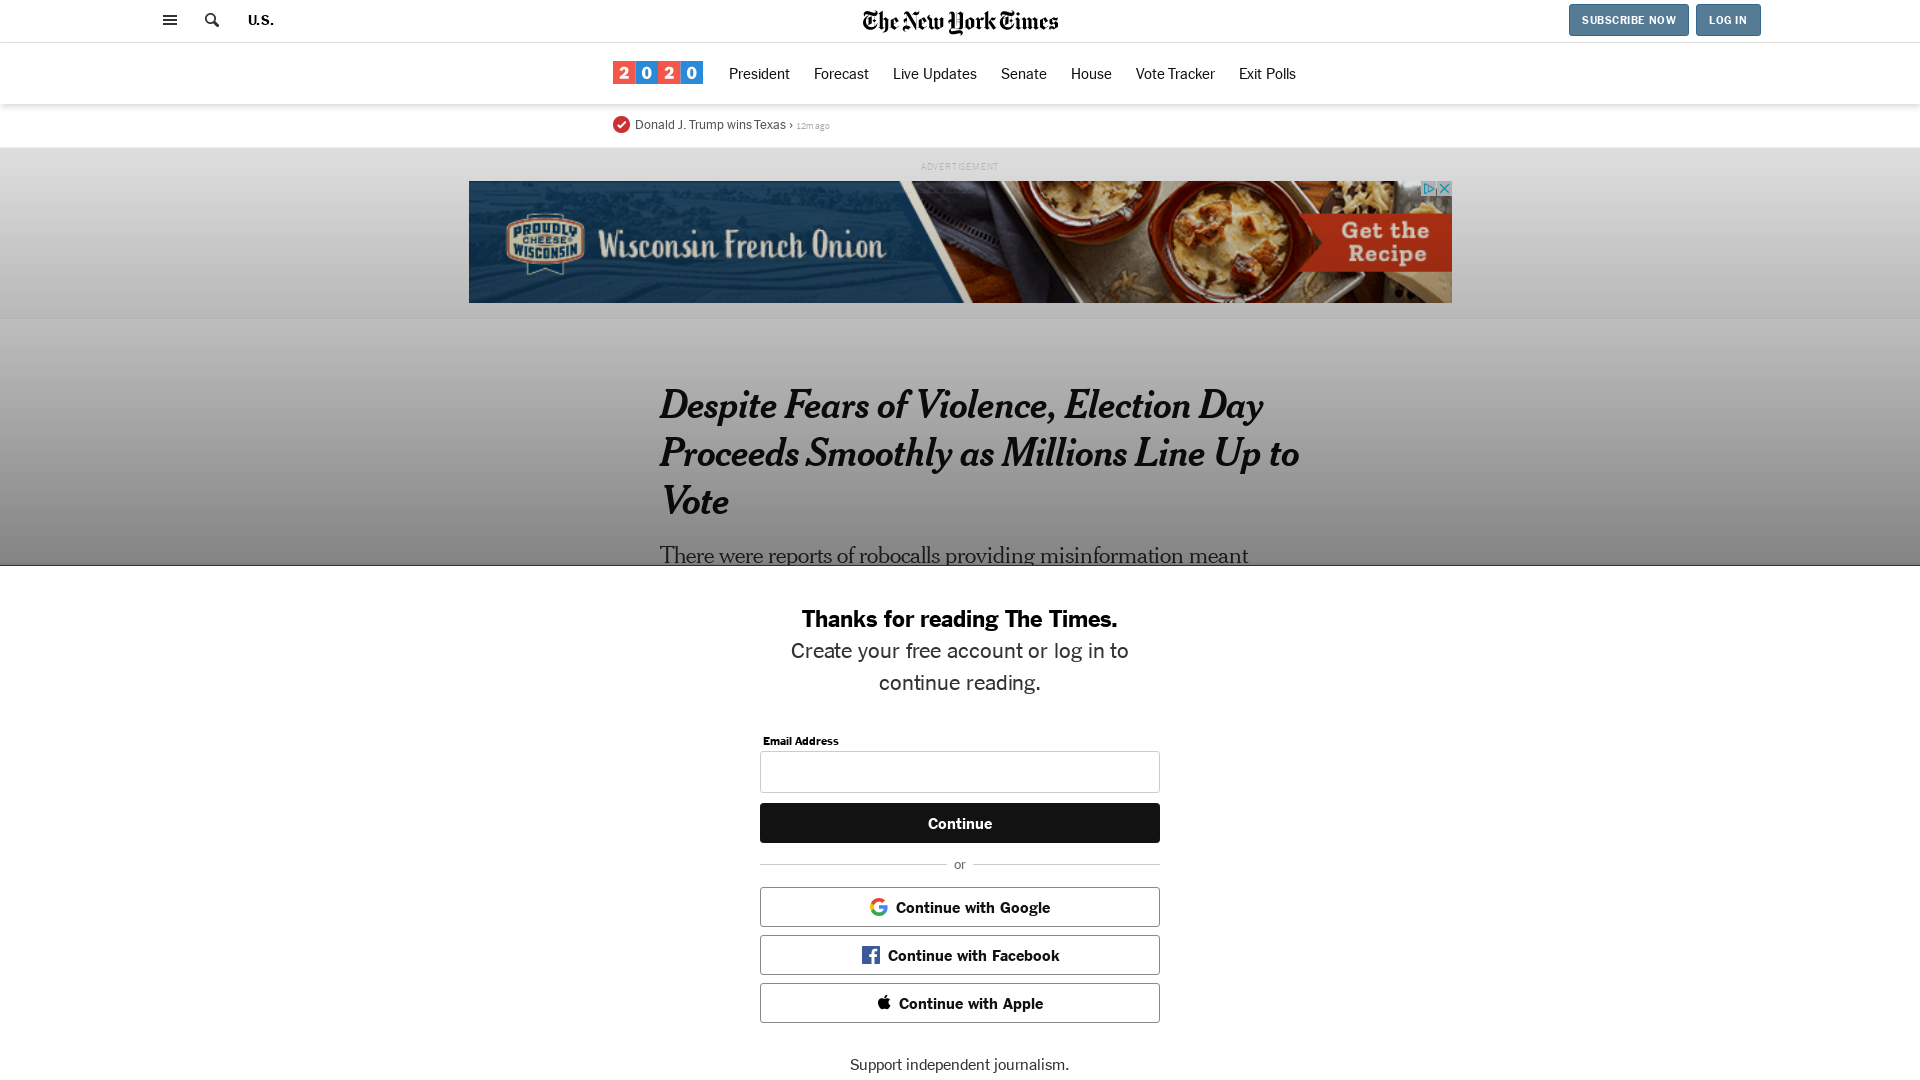 U.S.
The New York Times
SUBSCRIBE NOW
LOG IN
2020
President
Forecast
Live Updates
Senate
House
Vote Tracker
Exit Polls
Donald J. Trump wins Texas › 12m ago
ADVERTISEMENT
PROUDLY
CHEESE
WISCONSIN
Wisconsin French Onion
Get the
Recipe
Despite Fears of Violence, Election Day
Proceeds Smoothly as Millions Line Up to
Vote
There were reports of robocalls providing misinformation meant
Thanks for reading The Times.
Create your free account or log in to
continue reading.
Email Address
Continue
or
Continue with Google
Continue with Facebook
Continue with Apple
Support independent journalism.